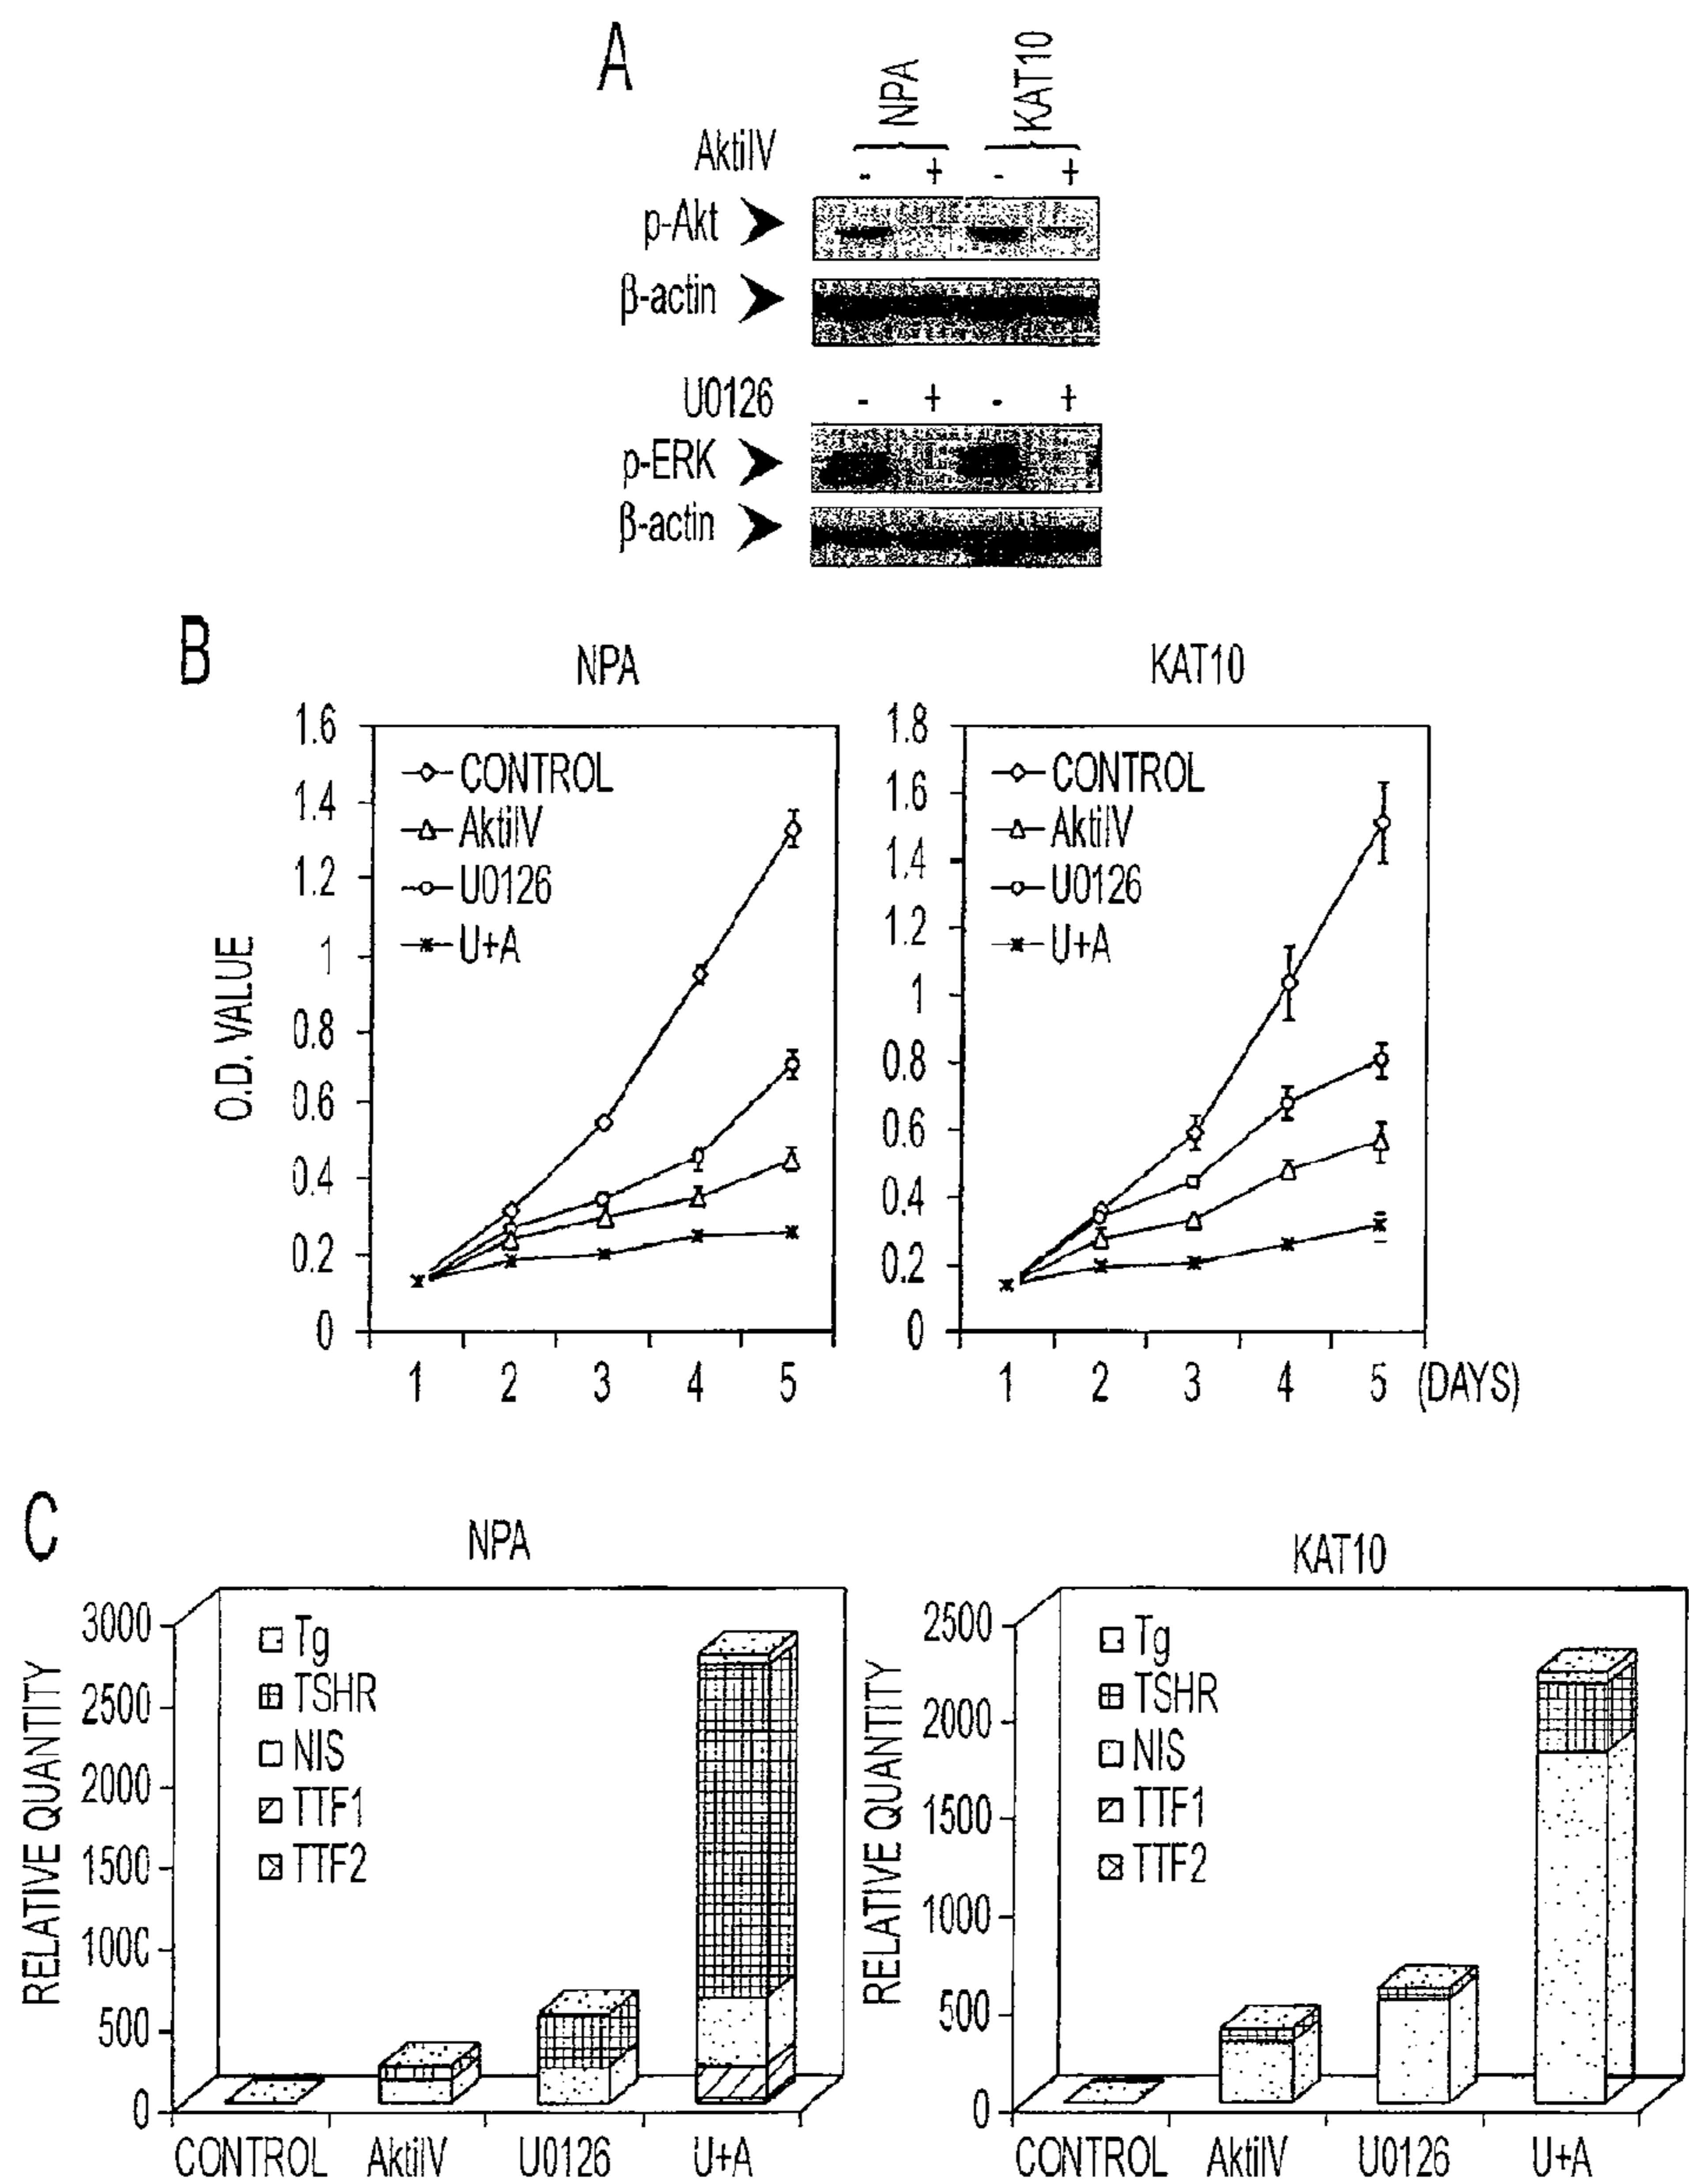 A
NPA KAT10
AktiIV - + - +
p-Akt
β-actin
U0126 - + - +
p-ERK
β-actin
B
NPA
1.6
1.4
1.2
1
0.8
0.6
0.4
0.2
0
O.D. VALUE
CONTROL
AktiIV
U0126
U+A
1 2 3 4 5
KAT10
1.8
1.6
1.4
1.2
1
0.8
0.6
0.4
0.2
0
CONTROL
AktiIV
U0126
U+A
1 2 3 4 5 (DAYS)
C
NPA
RELATIVE QUANTITY
3000
2500
2000
1500
1000
500
0
Tg
TSHR
NIS
TTF1
TTF2
CONTROL AktiIV U0126 U+A
KAT10
RELATIVE QUANTITY
2500
2000
1500
1000
500
0
Tg
TSHR
NIS
TTF1
TTF2
CONTROL AktiIV U0126 U+A